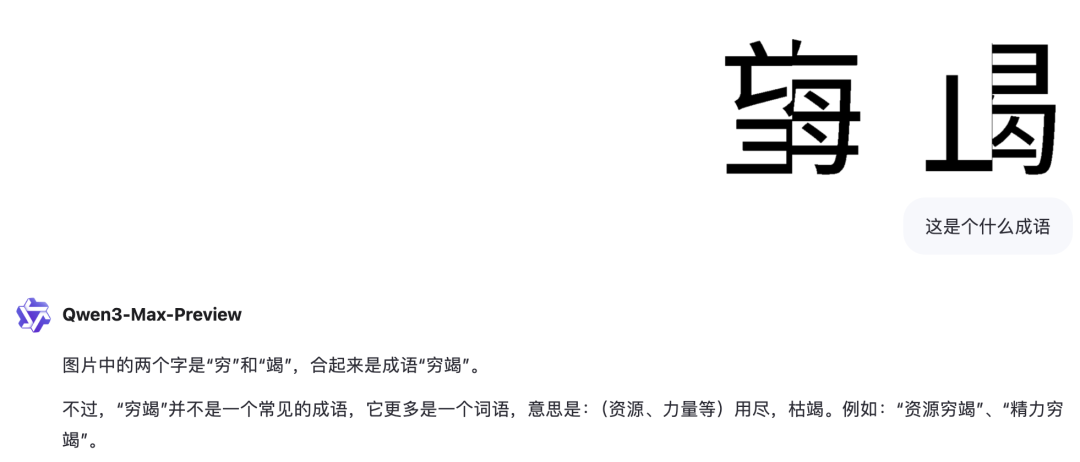 这是个什么成语
Qwen3-Max-Preview
图片中的两个字是“穷”和“竭”，合起来是成语“穷竭”。
不过，“穷竭”并不是一个常见的成语，它更多是一个词语，意思是：（资源、力量等）用尽，枯竭。例如：“资源穷竭”、“精力穷
竭”。